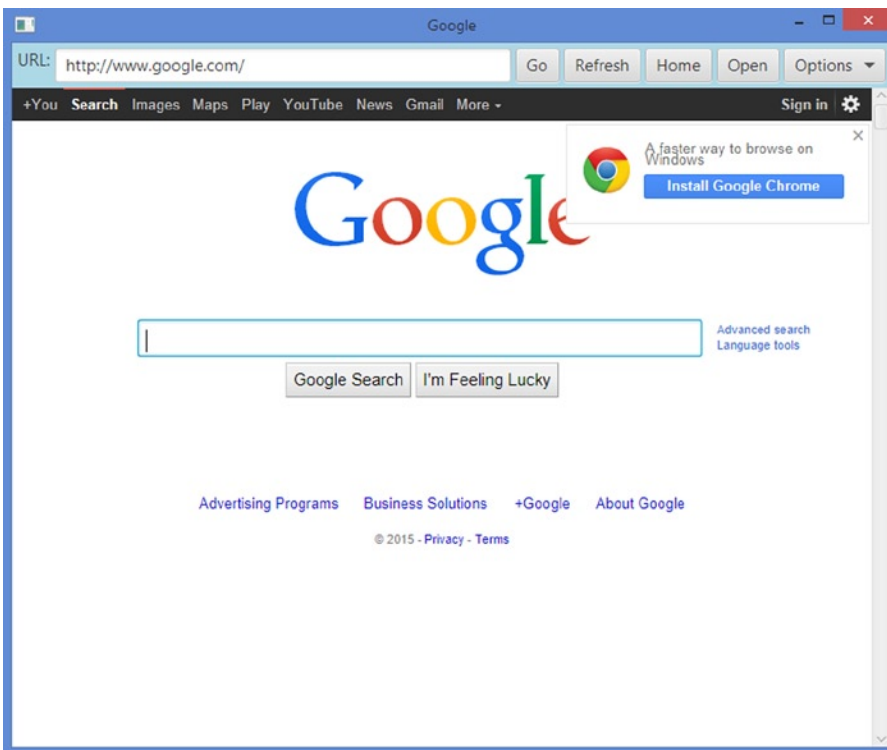 Google
URL: http://www.google.com/ Go Refresh Home Open Options
+You Search Images Maps Play YouTube News Gmail More Sign in
A faster way to browse on
Windows
Install Google Chrome
Google
Advanced search
Language tools
Google Search I'm Feeling Lucky
Advertising Programs Business Solutions +Google About Google
© 2015 - Privacy - Terms